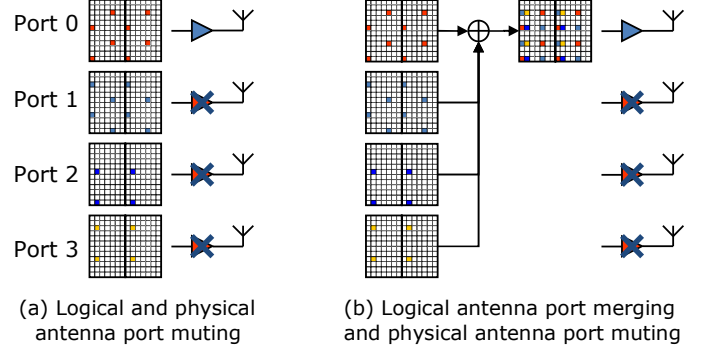 Port 0
Port 1
Port 2
Port 3
(a) Logical and physical
antenna port muting
(b) Logical antenna port merging
and physical antenna port muting